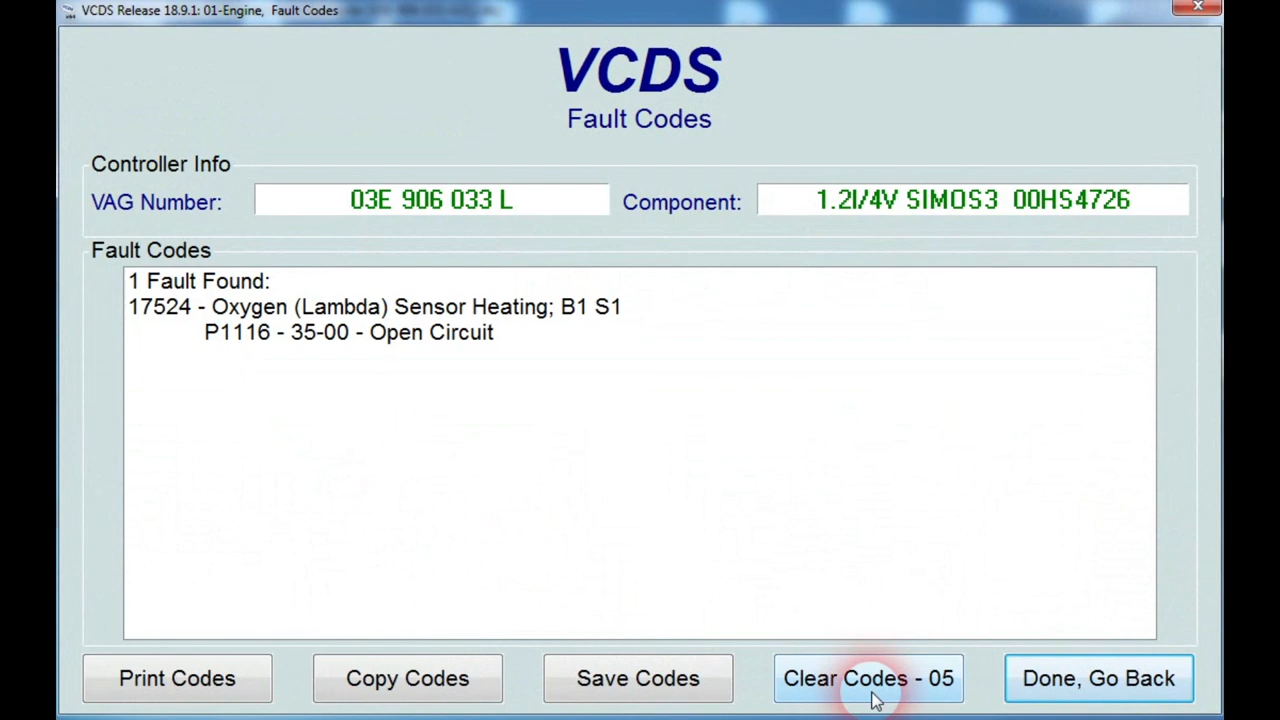 VCDS Release 18.9.1: 01-Engine, Fault Codes
VCDS
Fault Codes
Controller Info
VAG Number: 03E 906 033 L Component: 1.2l/4V SIMOS3 00HS4726
Fault Codes
1 Fault Found:
17524 - Oxygen (Lambda) Sensor Heating; B1 S1
P1116 - 35-00 - Open Circuit
Print Codes Copy Codes Save Codes Clear Codes - 05 Done, Go Back